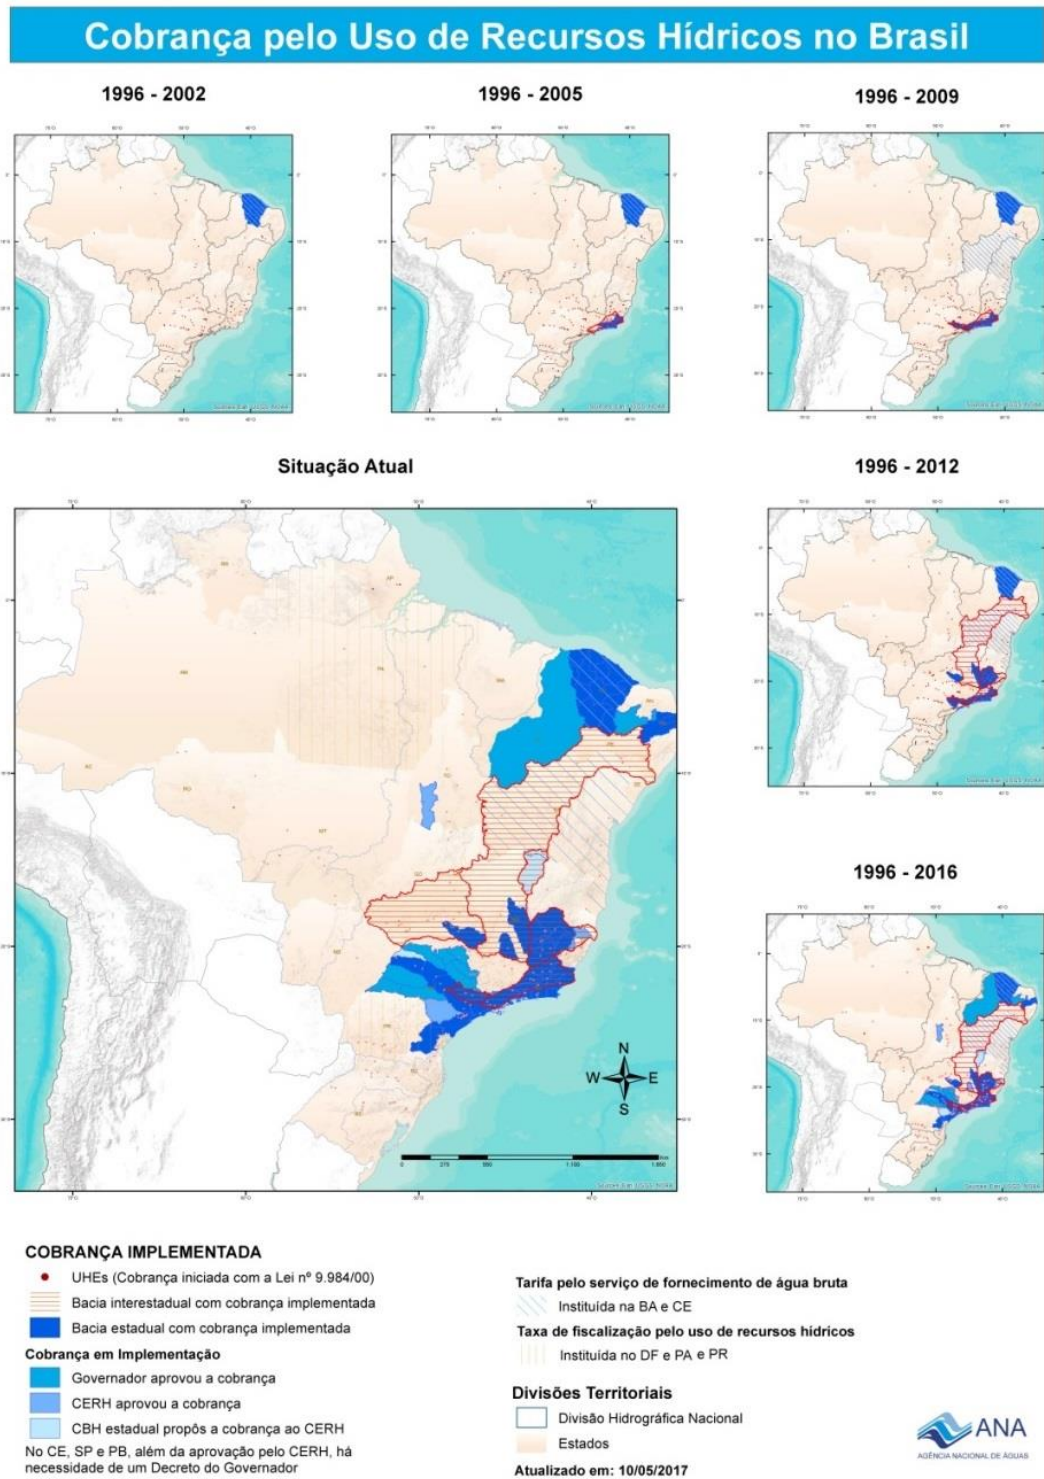 Cobrança pelo Uso de Recursos Hídricos no Brasil
1996 - 2002
1996 - 2005
1996 - 2009
Situação Atual
1996 - 2012
1996 - 2016
N
W E
S
COBRANÇA IMPLEMENTADA
UHEs (Cobrança iniciada com a Lei nº 9.984/00)
Bacia interestadual com cobrança implementada
Bacia estadual com cobrança implementada
Cobrança em Implementação
Governador aprovou a cobrança
CERH aprovou a cobrança
CBH estadual propôs a cobrança ao CERH
No CE, SP e PB, além da aprovação pelo CERH, há
necessidade de um Decreto do Governador
Tarifa pelo serviço de fornecimento de água bruta
Instituída na BA e CE
Taxa de fiscalização pelo uso de recursos hídricos
Instituída no DF e PA e PR
Divisões Territoriais
Divisão Hidrográfica Nacional
Estados
Atualizado em: 10/05/2017
ANA
AGÊNCIA NACIONAL DE ÁGUAS